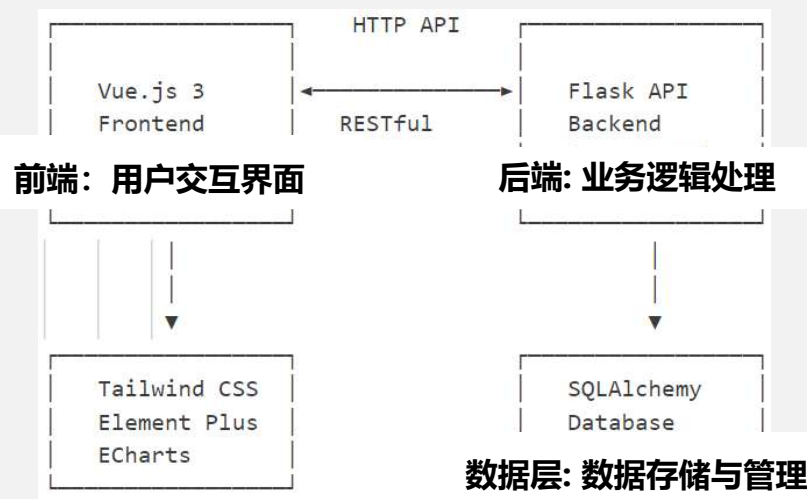 HTTP API
Vue.js 3
Frontend
RESTful
Flask API
Backend
前端：用户交互界面
后端: 业务逻辑处理
Tailwind CSS
Element Plus
ECharts
SQLAlchemy
Database
数据层: 数据存储与管理